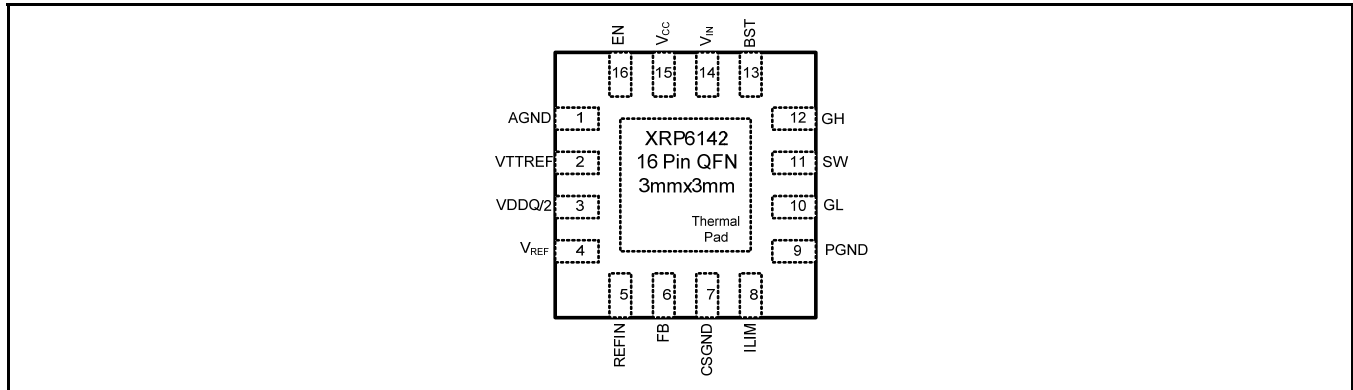 EN
VCC
VIN
BST
16
15
14
13
AGND 1
12 GH
VTTREF 2
11 SW
VDDQ/2 3
10 GL
VREF 4
9 PGND
XRP6142
16 Pin QFN
3mmx3mm
Thermal
Pad
5
6
7
8
REFIN
FB
CSGND
ILIM